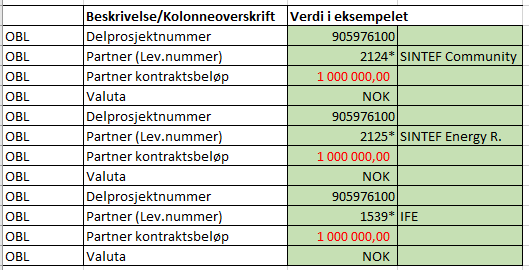 Beskrivelse/Kolonneoverskrift Verdi i eksempelet
OBL Delprosjektnummer 905976100
OBL Partner (Lev.nummer) 2124* SINTEF Community
OBL Partner kontraktsbeløp 1 000 000,00
OBL Valuta NOK
OBL Delprosjektnummer 905976100
OBL Partner (Lev.nummer) 2125* SINTEF Energy R.
OBL Partner kontraktsbeløp 1 000 000,00
OBL Valuta NOK
OBL Delprosjektnummer 905976100
OBL Partner (Lev.nummer) 1539* IFE
OBL Partner kontraktsbeløp 1 000 000,00
OBL Valuta NOK